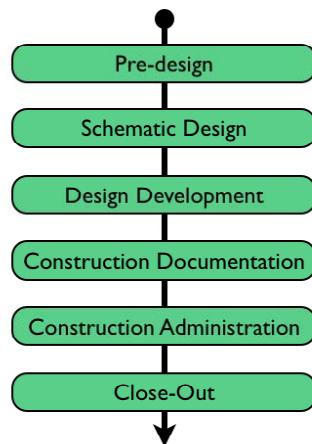 Pre-design
Schematic Design
Design Development
Construction Documentation
Construction Administration
Close-Out